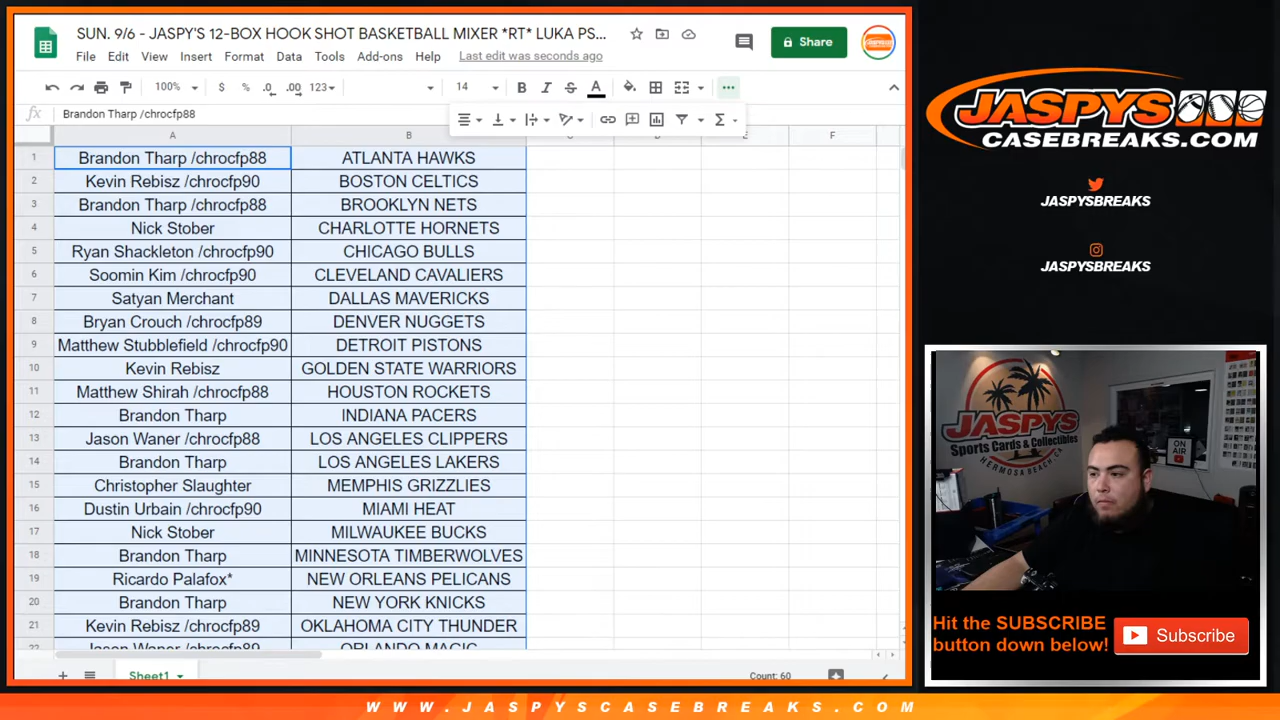 SUN. 9/6 - JASPY'S 12-BOX HOOK SHOT BASKETBALL MIXER *RT* LUKA PS...
Share
File Edit View Insert Format Data Tools Add-ons Help Last edit was seconds ago
100% $ % .0 .00 123 14 B I S A
fx Brandon Tharp /chrocfp88
A B C D E F
1 Brandon Tharp /chrocfp88 ATLANTA HAWKS
2 Kevin Rebisz /chrocfp90 BOSTON CELTICS
3 Brandon Tharp /chrocfp88 BROOKLYN NETS
4 Nick Stober CHARLOTTE HORNETS
5 Ryan Shackleton /chrocfp90 CHICAGO BULLS
6 Soomin Kim /chrocfp90 CLEVELAND CAVALIERS
7 Satyan Merchant DALLAS MAVERICKS
8 Bryan Crouch /chrocfp89 DENVER NUGGETS
9 Matthew Stubblefield /chrocfp90 DETROIT PISTONS
10 Kevin Rebisz GOLDEN STATE WARRIORS
11 Matthew Shirah /chrocfp88 HOUSTON ROCKETS
12 Brandon Tharp INDIANA PACERS
13 Jason Waner /chrocfp88 LOS ANGELES CLIPPERS
14 Brandon Tharp LOS ANGELES LAKERS
15 Christopher Slaughter MEMPHIS GRIZZLIES
16 Dustin Urbain /chrocfp90 MIAMI HEAT
17 Nick Stober MILWAUKEE BUCKS
18 Brandon Tharp MINNESOTA TIMBERWOLVES
19 Ricardo Palafox* NEW ORLEANS PELICANS
20 Brandon Tharp NEW YORK KNICKS
21 Kevin Rebisz /chrocfp89 OKLAHOMA CITY THUNDER
22 Jason Waner /chrocfp89 ORLANDO MAGIC
Sheet1 Count: 60
JASPYS
CASEBREAKS.COM
JASPYSBREAKS
JASPYSBREAKS
JASPYS
Sports Cards & Collectibles
HERMOSA BEACH CA
ON AIR
Hit the SUBSCRIBE
button down below!
Subscribe
WWW.JASPYSCASEBREAKS.COM